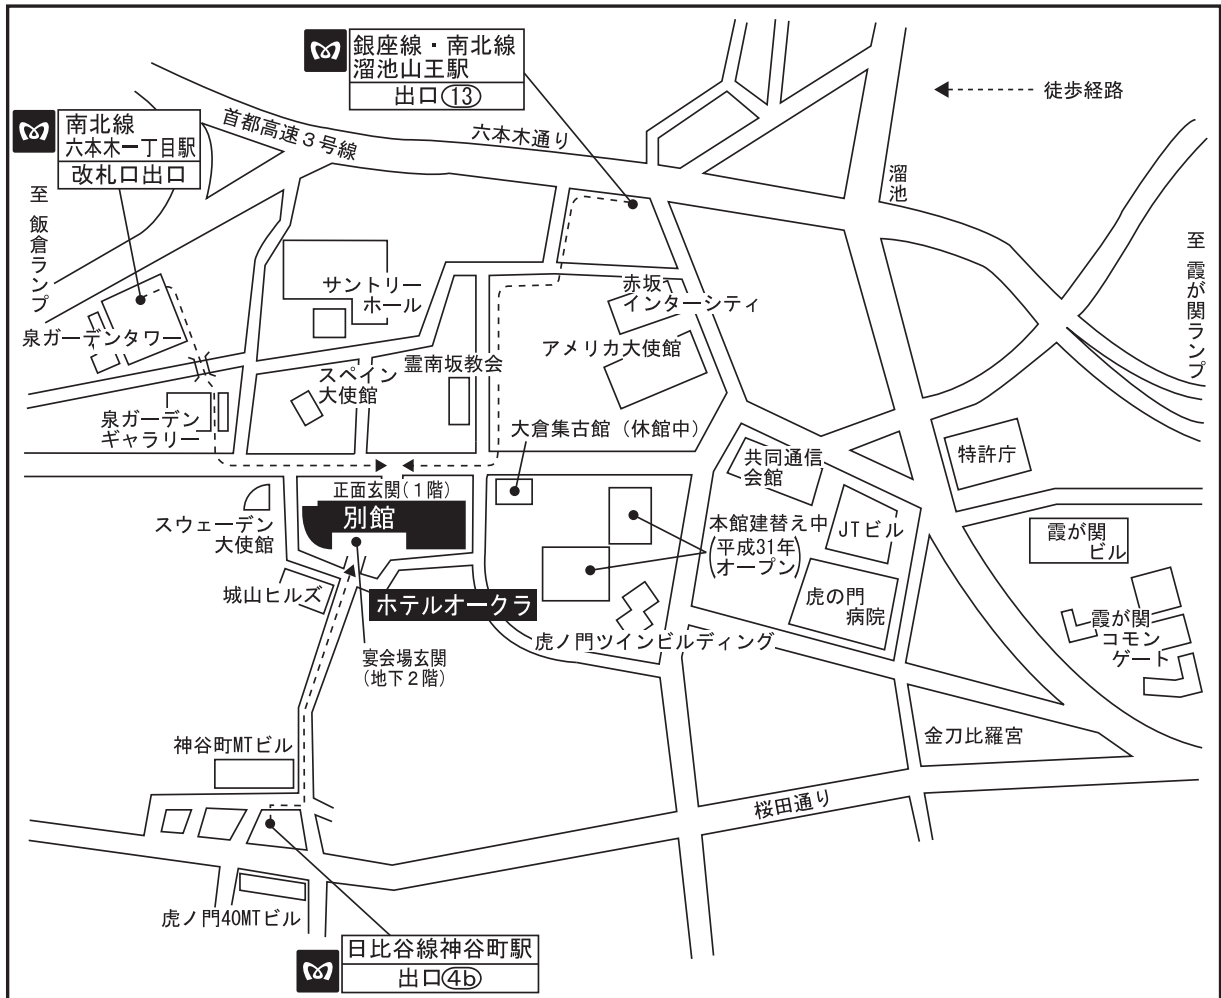 銀座線・南北線
溜池山王駅
出口⑬
徒歩経路
南北線
六本木一丁目駅
改札口出口
首都高速３号線
六本木通り
溜池
至 飯倉ランプ
至 霞が関ランプ
サントリー
ホール
赤坂
インターシティ
泉ガーデンタワー
アメリカ大使館
霊南坂教会
スペイン
大使館
泉ガーデン
ギャラリー
大倉集古館（休館中）
共同通信
会館
特許庁
正面玄関（１階）
別館
スウェーデン
大使館
本館建替え中
（平成31年
オープン）
JTビル
霞が関
ビル
城山ヒルズ
ホテルオークラ
虎の門
病院
霞が関
コモン
ゲート
虎ノ門ツインビルディング
宴会場玄関
（地下２階）
神谷町MTビル
金刀比羅宮
桜田通り
虎ノ門40MTビル
日比谷線神谷町駅
出口4b